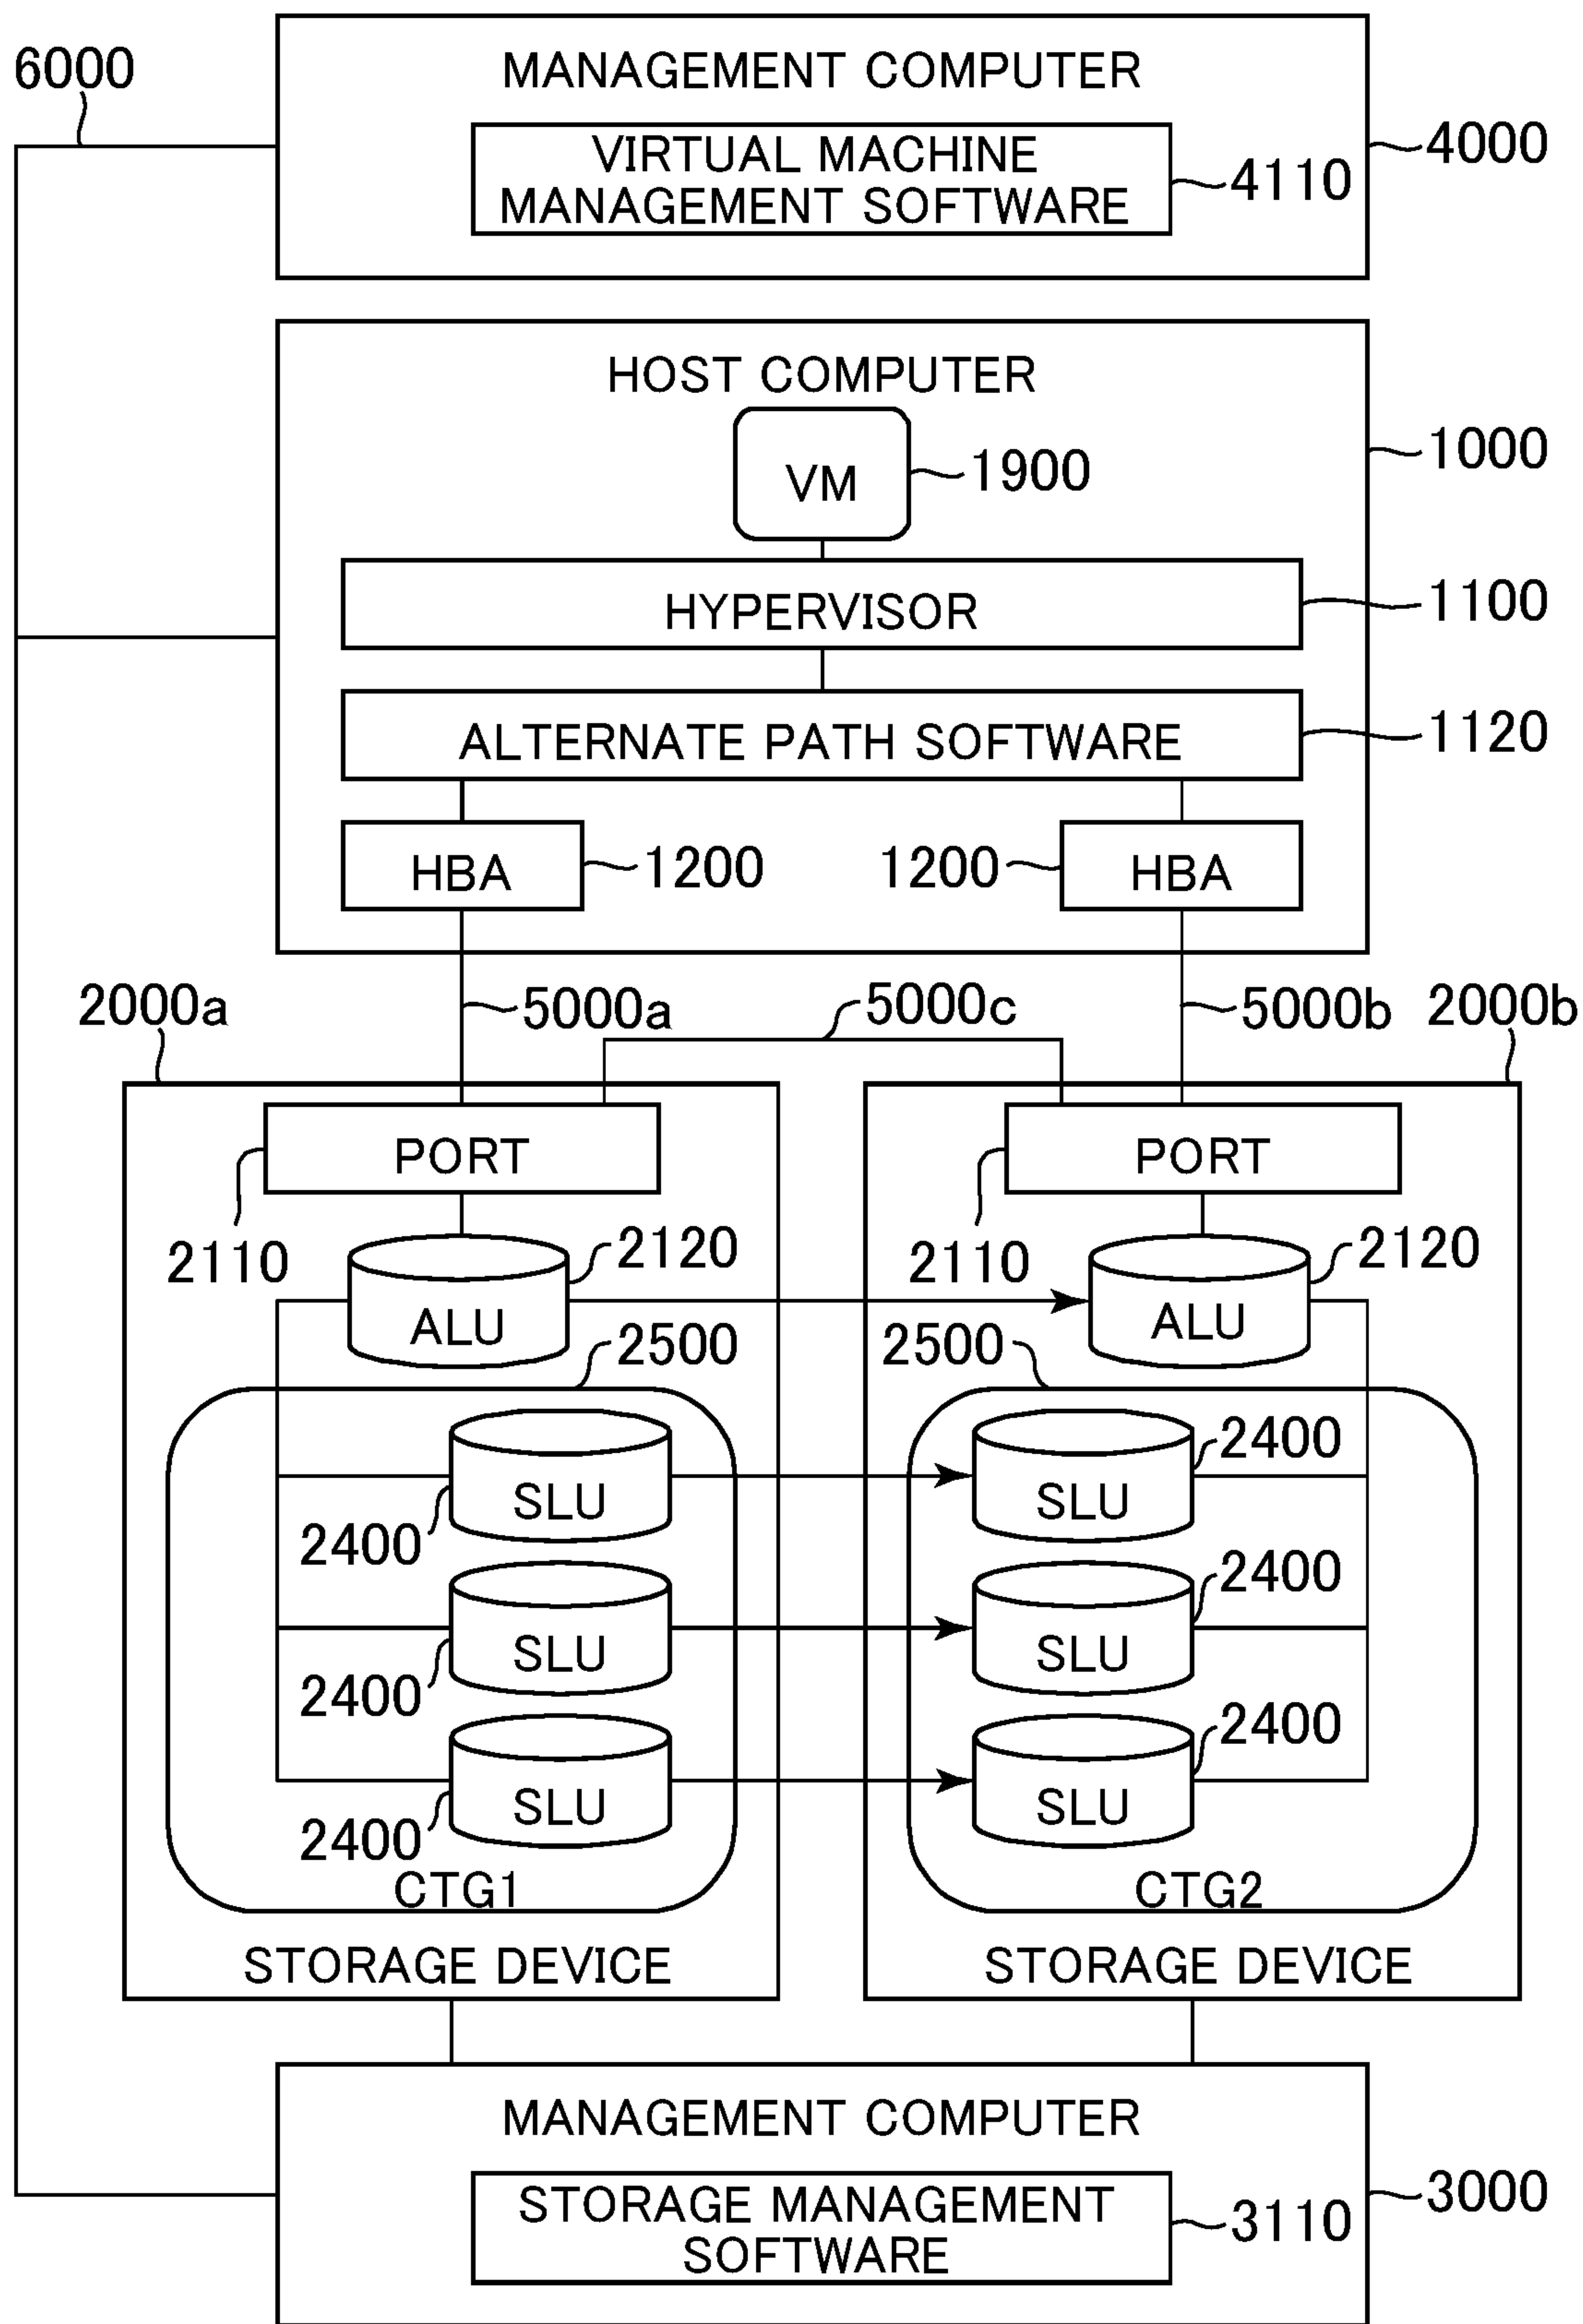 6000
MANAGEMENT COMPUTER
VIRTUAL MACHINE
MANAGEMENT SOFTWARE
4110
4000
HOST COMPUTER
VM
1900
1000
HYPERVISOR
1100
ALTERNATE PATH SOFTWARE
1120
HBA
1200
1200
HBA
2000a
5000a
5000c
5000b
2000b
PORT
PORT
2110
2120
2110
2120
ALU
ALU
2500
2500
SLU
SLU
2400
2400
SLU
SLU
2400
2400
SLU
SLU
2400
2400
CTG1
CTG2
STORAGE DEVICE
STORAGE DEVICE
MANAGEMENT COMPUTER
STORAGE MANAGEMENT
SOFTWARE
3110
3000